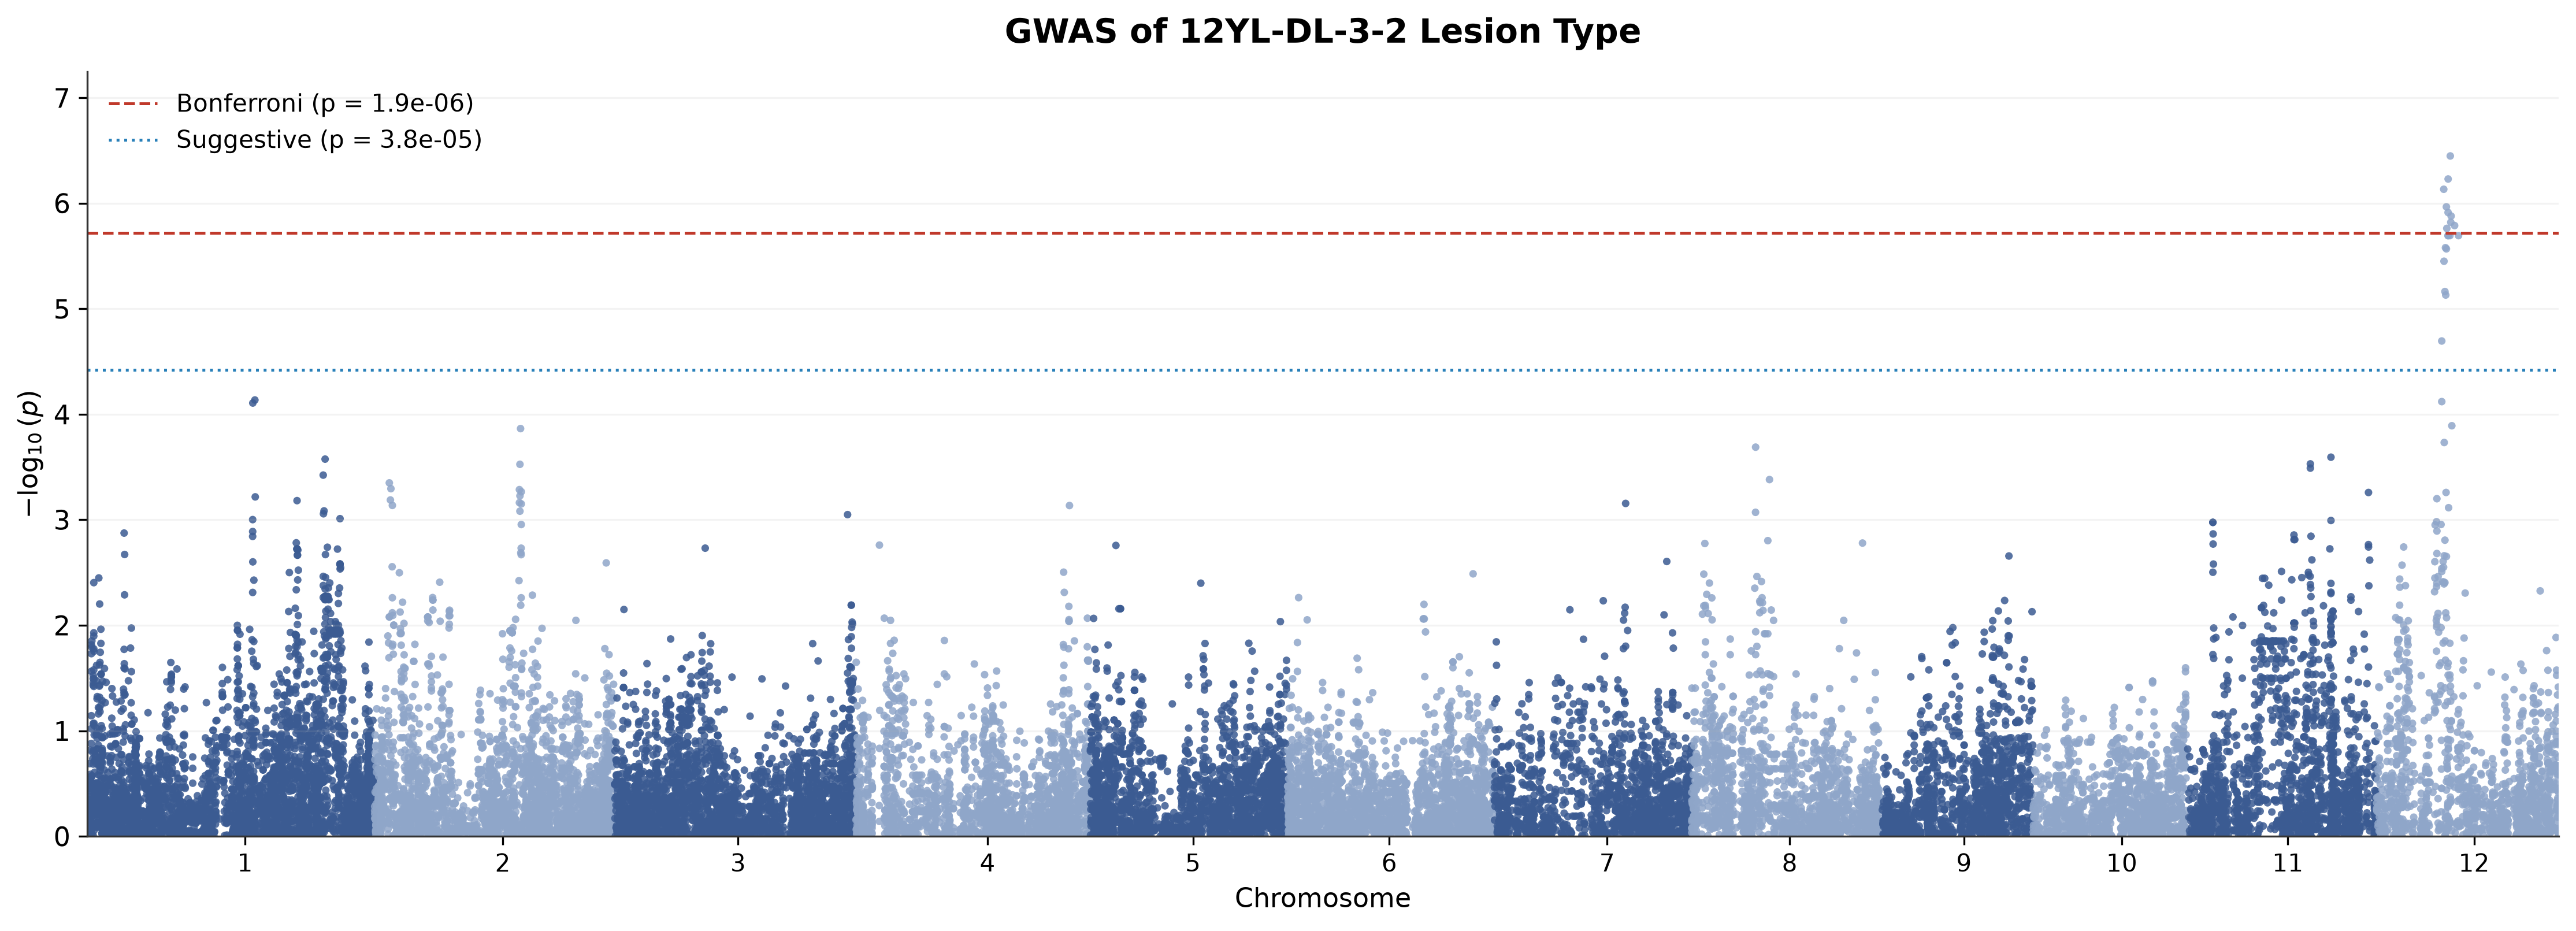 GWAS of 12YL-DL-3-2 Lesion Type
Bonferroni (p = 1.9e-06)
Suggestive (p = 3.8e-05)
−log₁₀(p)
7
6
5
4
3
2
1
0
1 2 3 4 5 6 7 8 9 10 11 12
Chromosome